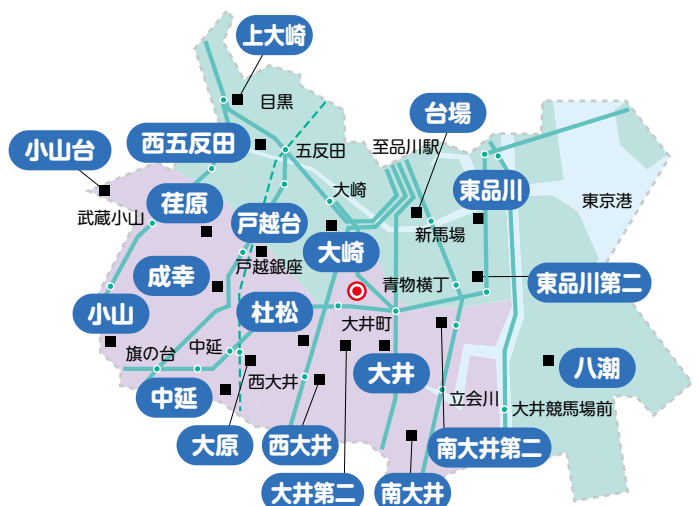 上大崎
目黒
台場
西五反田
五反田
至品川駅
小山台
大崎
東品川
東京港
荏原
武蔵小山
戸越台
新馬場
大崎
戸越銀座
成幸
青物横丁
東品川第二
小山
杜松
大井町
旗の台
中延
大井
八潮
西大井
中延
立会川
大井競馬場前
大原
西大井
南大井第二
大井第二
南大井